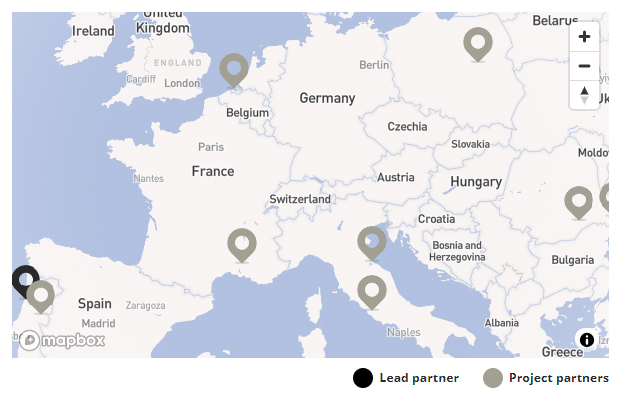 United
Kingdom
Ireland
Belarus
ENGLAND
Cardiff
London
Berlin
Germany
Belgium
Czechia
Slovakia
Paris
France
Nantes
Austria
Hungary
Moldov
Switzerland
Croatia
Bosnia and
Herzegovina
Bulgaria
Spain
Zaragoza
Madrid
Albania
Naples
Greece
mapbox
Lead partner
Project partners